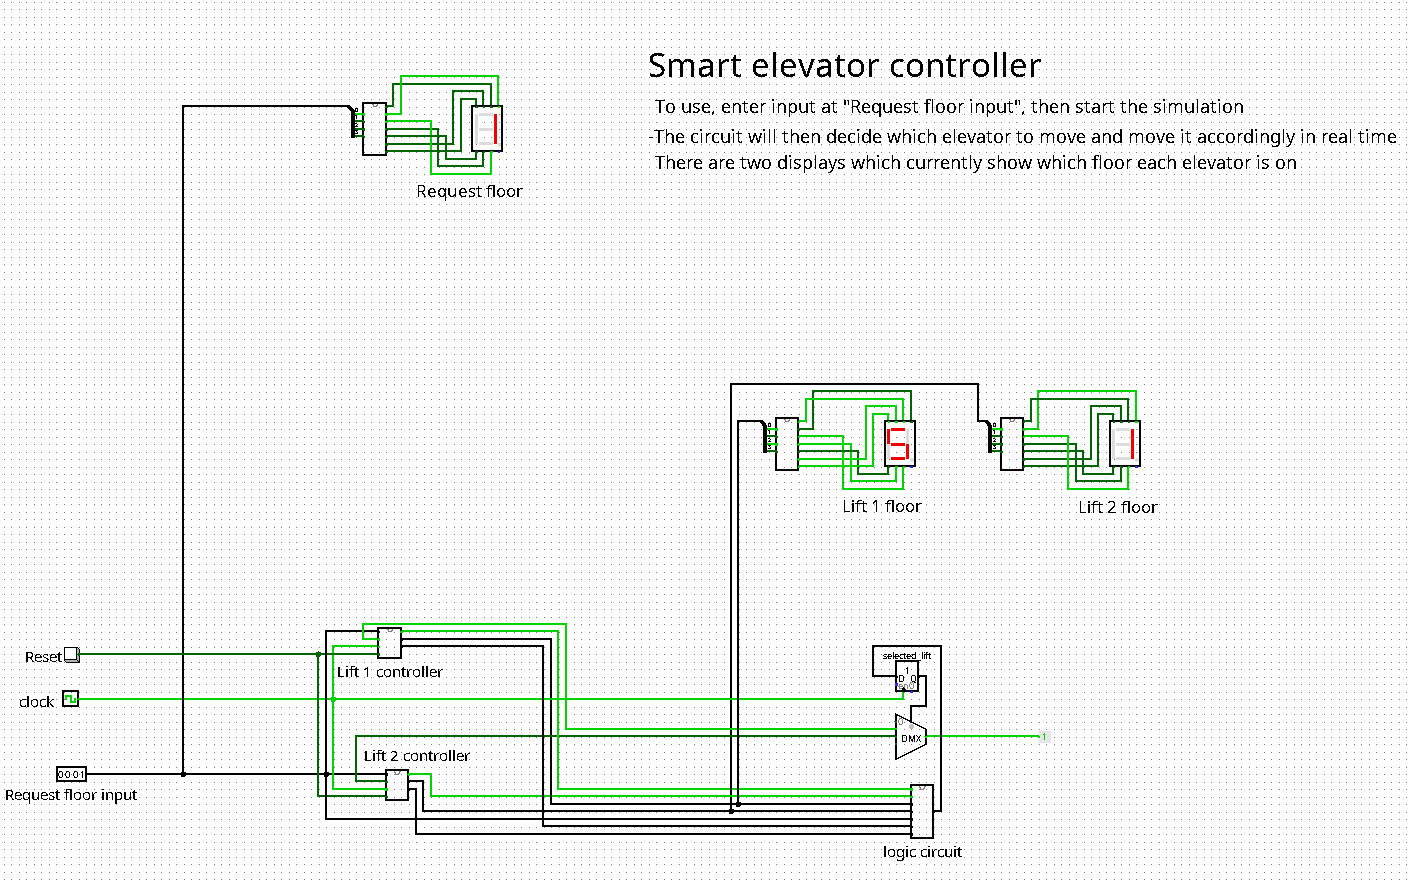 Smart elevator controller
To use, enter input at "Request floor input", then start the simulation
-The circuit will then decide which elevator to move and move it accordingly in real time
There are two displays which currently show which floor each elevator is on
Request floor
Lift 1 floor
Lift 2 floor
Reset
Lift 1 controller
selected_lift
1
D Q
clock
0
DMX
1
Lift 2 controller
0001
Request floor input
logic circuit